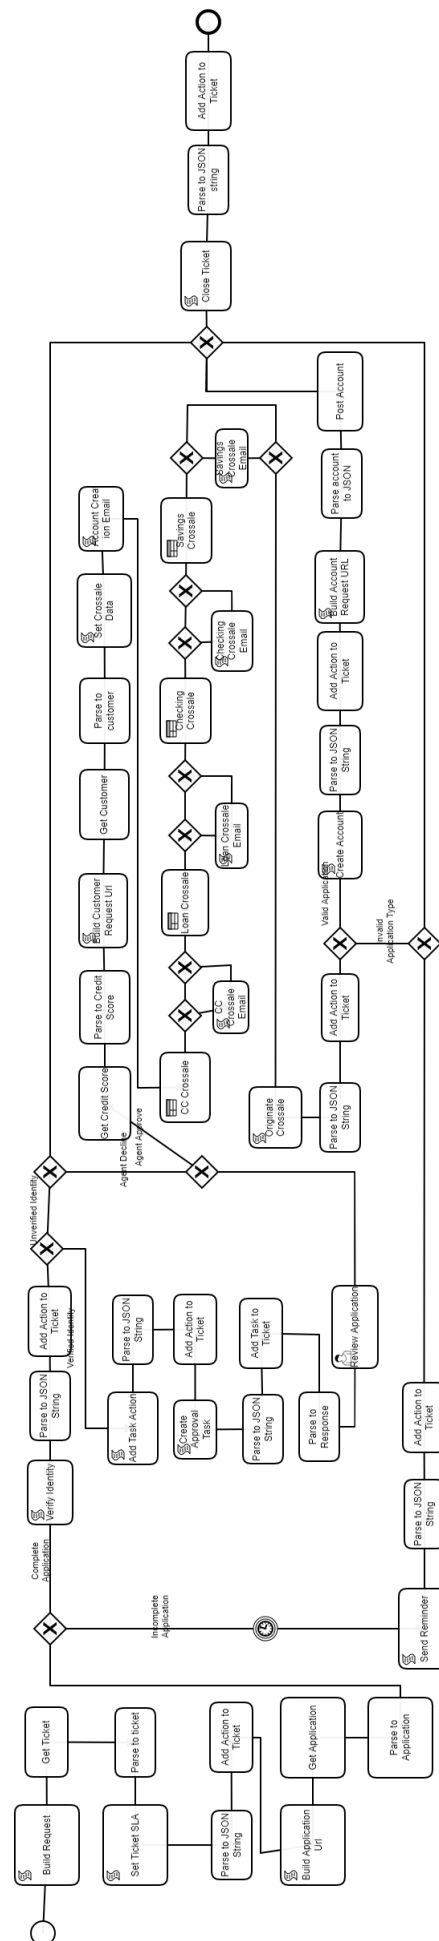 Build Request
Get Ticket
Parse to ticket
Set Ticket SLA
Parse to JSON
String
Add Action to
Ticket
Build Application
Url
Get Application
Parse to
Application
Complete
Application
Incomplete
Application
Send Reminder
Parse to JSON
String
Add Action to
Ticket
Verify Identity
Parse to JSON
String
Add Action to
Ticket
Verified Identity
Unverified Identity
Add Task Action
Parse to JSON
String
Add Action to
Ticket
Create
Approval
Task
Parse to JSON
String
Add Task to
Ticket
Parse to
Response
Review Application
Agent Decline
Agent Approve
Get Credit Score
Parse to Credit
Score
Build Customer
Request Url
Get Customer
Parse to
customer
Set Crossale
Data
Account Crea
ion Email
CC Crossale
CC
Crossale
Email
Loan Crossale
Loan Crossale
Email
Checking
Crossale
Checking
Crossale
Email
Savings
Crossale
Savings
Crossale
Email
Originate
Crossale
Parse to JSON
String
Add Action to
Ticket
Valid Application
Invalid
Application Type
Create Account
Parse to JSON
String
Add Action to
Ticket
Build Account
Request URL
Parse account
to JSON
Post Account
Close Ticket
Parse to JSON
string
Add Action to
Ticket